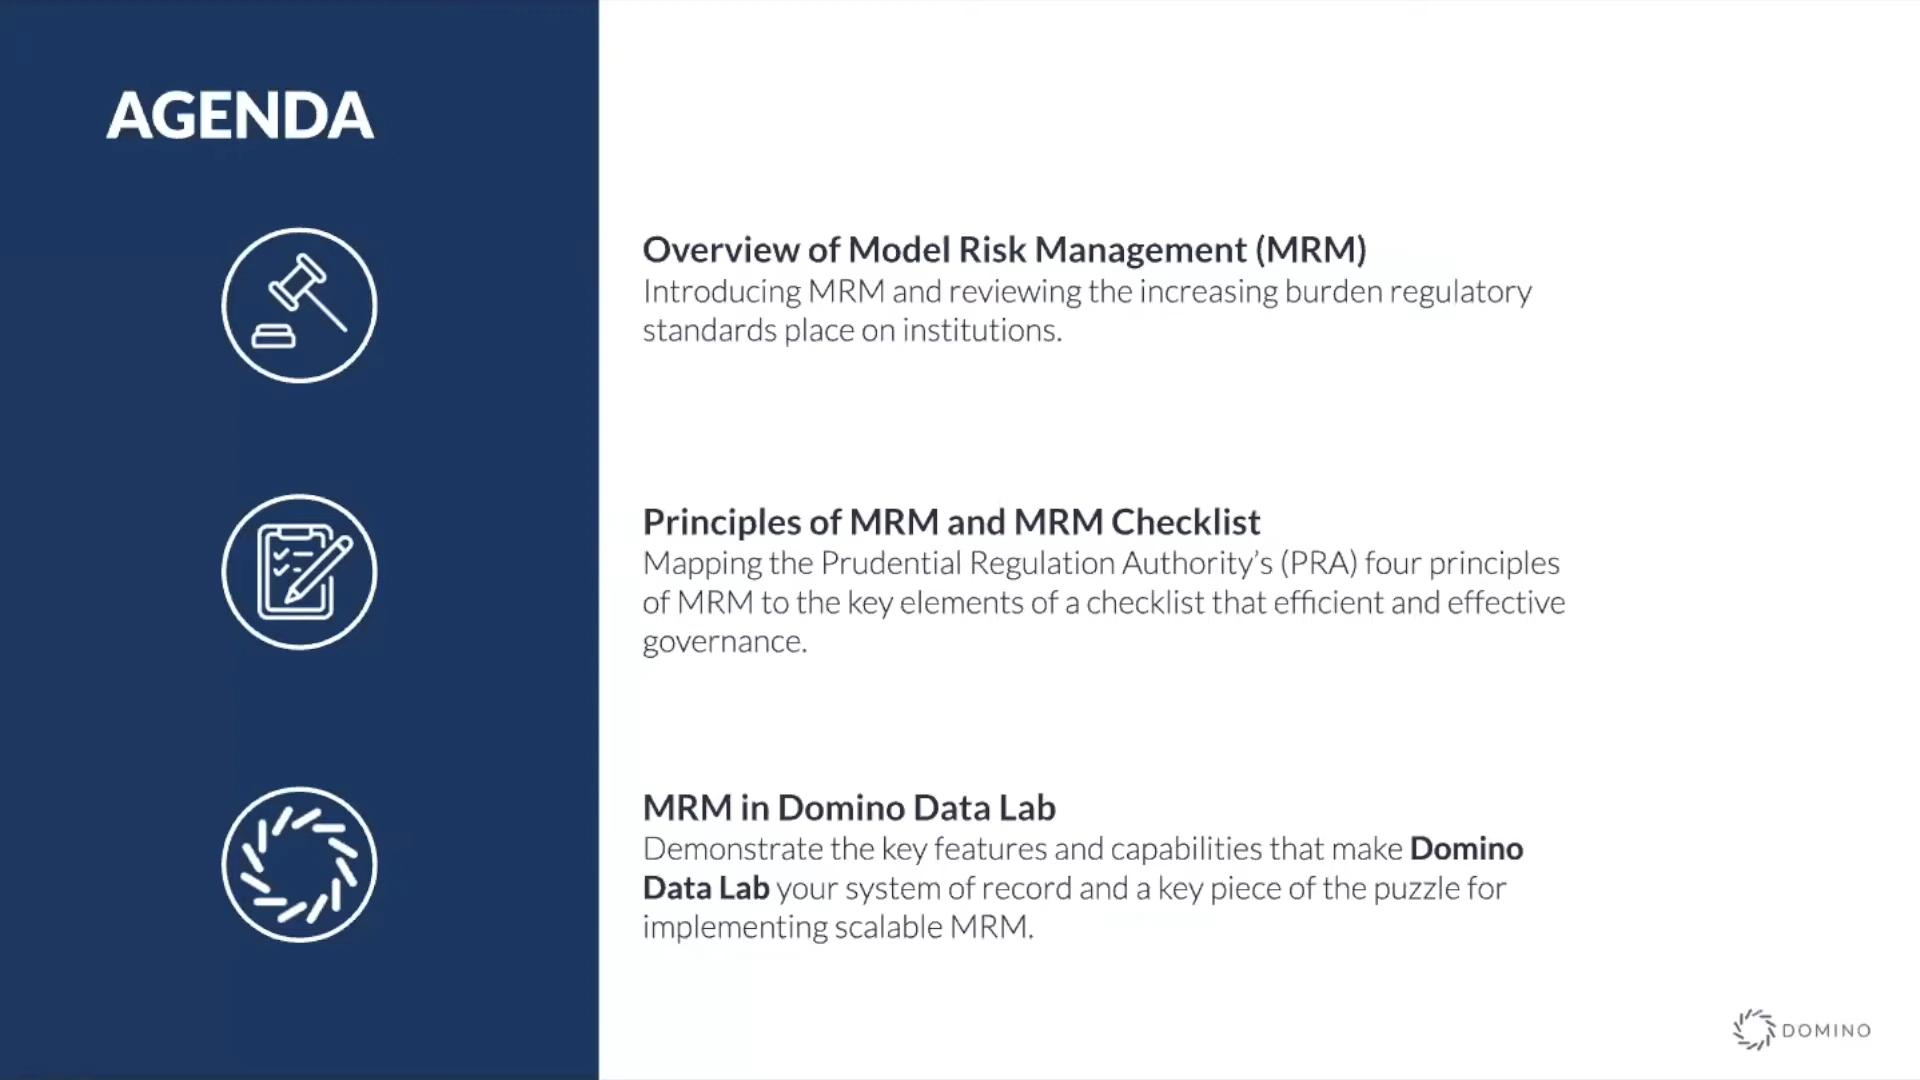 AGENDA
Overview of Model Risk Management (MRM)
Introducing MRM and reviewing the increasing burden regulatory
standards place on institutions.
Principles of MRM and MRM Checklist
Mapping the Prudential Regulation Authority’s (PRA) four principles
of MRM to the key elements of a checklist that efficient and effective
governance.
MRM in Domino Data Lab
Demonstrate the key features and capabilities that make Domino
Data Lab your system of record and a key piece of the puzzle for
implementing scalable MRM.
DOMINO